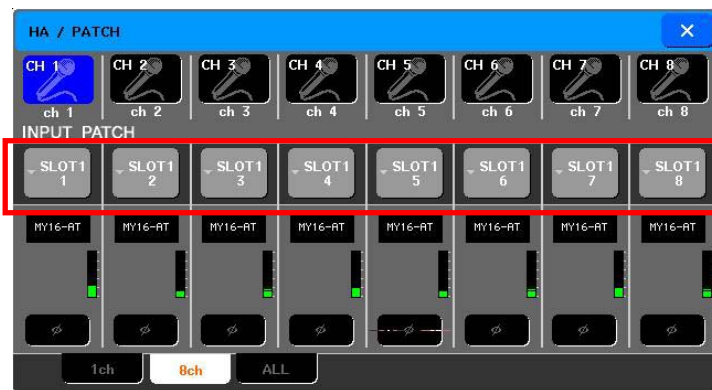 HA / PATCH
CH 1 CH 2 CH 3 CH 4 CH 5 CH 6 CH 7 CH 8
ch 1 ch 2 ch 3 ch 4 ch 5 ch 6 ch 7 ch 8
INPUT PATCH
SLOT1 SLOT1 SLOT1 SLOT1 SLOT1 SLOT1 SLOT1 SLOT1
1 2 3 4 5 6 7 8
MY16-AT MY16-AT MY16-AT MY16-AT MY16-AT MY16-AT MY16-AT MY16-AT
ø ø ø ø ø ø ø ø
1ch 8ch ALL